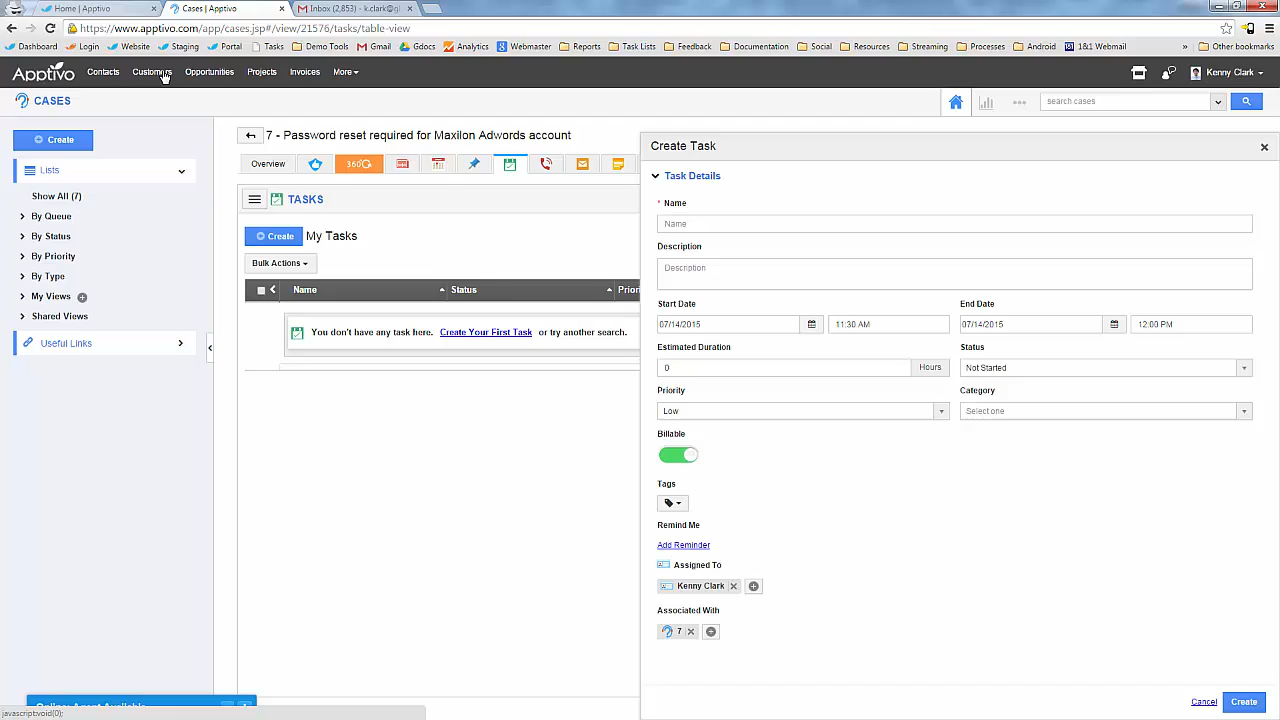 Home | Apptivo
Cases | Apptivo
Inbox (2,853) - k.clark@gl
https://www.apptivo.com/app/cases.jsp#/view/21576/tasks/table-view
Dashboard Login Website Staging Portal Tasks Demo Tools Gmail Gdocs Analytics Webmaster Reports Task Lists Feedback Documentation Social Resources Streaming Processes Android 1&1 Webmail » Other bookmarks
Apptivo Contacts Customers Opportunities Projects Invoices More Kenny Clark
CASES
search cases
Create
Lists
Show All (7)
By Queue
By Status
By Priority
By Type
My Views
Shared Views
Useful Links
7 - Password reset required for Maxilon Adwords account
Overview 360
TASKS
Create My Tasks
Bulk Actions
Name Status Priori
You don't have any task here. Create Your First Task or try another search.
Create Task
Task Details
* Name
Name
Description
Description
Start Date End Date
07/14/2015 11:30 AM 07/14/2015 12:00 PM
Estimated Duration Status
0 Hours Not Started
Priority Category
Low Select one
Billable
Tags
Remind Me
Add Reminder
Assigned To
Kenny Clark
Associated With
7
Cancel Create
Online: Agent Available
javascript:void(0);